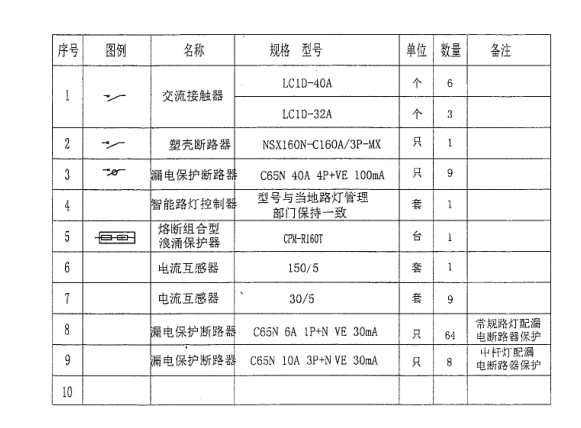 序号 图例 名称 规格 型号 单位 数量 备注
1 交流接触器 LC1D-40A 个 6
LC1D-32A 个 3
2 塑壳断路器 NSX160N-C160A/3P-MX 只 1
3 漏电保护断路器 C65N 40A 4P+VE 100mA 只 9
4 智能路灯控制器 型号与当地路灯管理
部门保持一致 套 1
5 熔断组合型
浪涌保护器 CPM-R160T 台 1
6 电流互感器 150/5 套 1
7 电流互感器 30/5 套 9
8 漏电保护断路器 C65N 6A 1P+N VE 30mA 只 64 常规路灯配漏
电断路器保护
9 漏电保护断路器 C65N 10A 3P+N VE 30mA 只 8 中杆灯配漏
电断路器保护
10